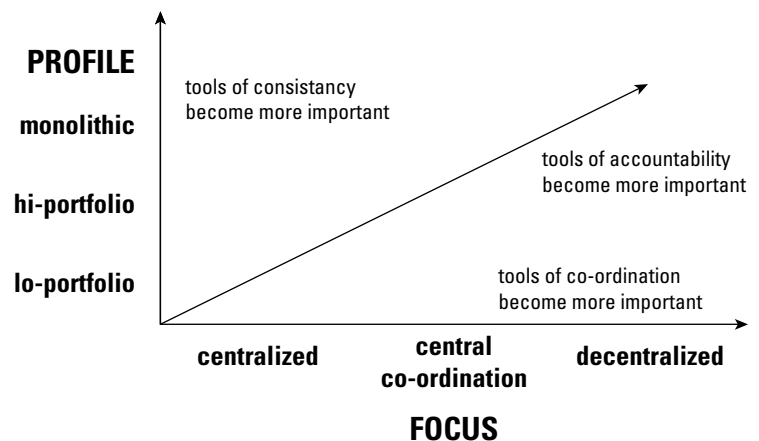 PROFILE
tools of consistancy
become more important
monolithic
tools of accountability
become more important
hi-portfolio
lo-portfolio
tools of co-ordination
become more important
centralized
central
co-ordination
decentralized
FOCUS